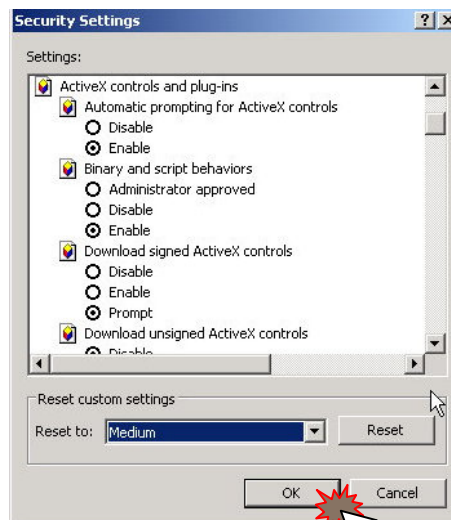 Security Settings
Settings:
ActiveX controls and plug-ins
Automatic prompting for ActiveX controls
Disable
Enable
Binary and script behaviors
Administrator approved
Disable
Enable
Download signed ActiveX controls
Disable
Enable
Prompt
Download unsigned ActiveX controls
Disable
Reset custom settings
Reset to: Medium Reset
OK Cancel